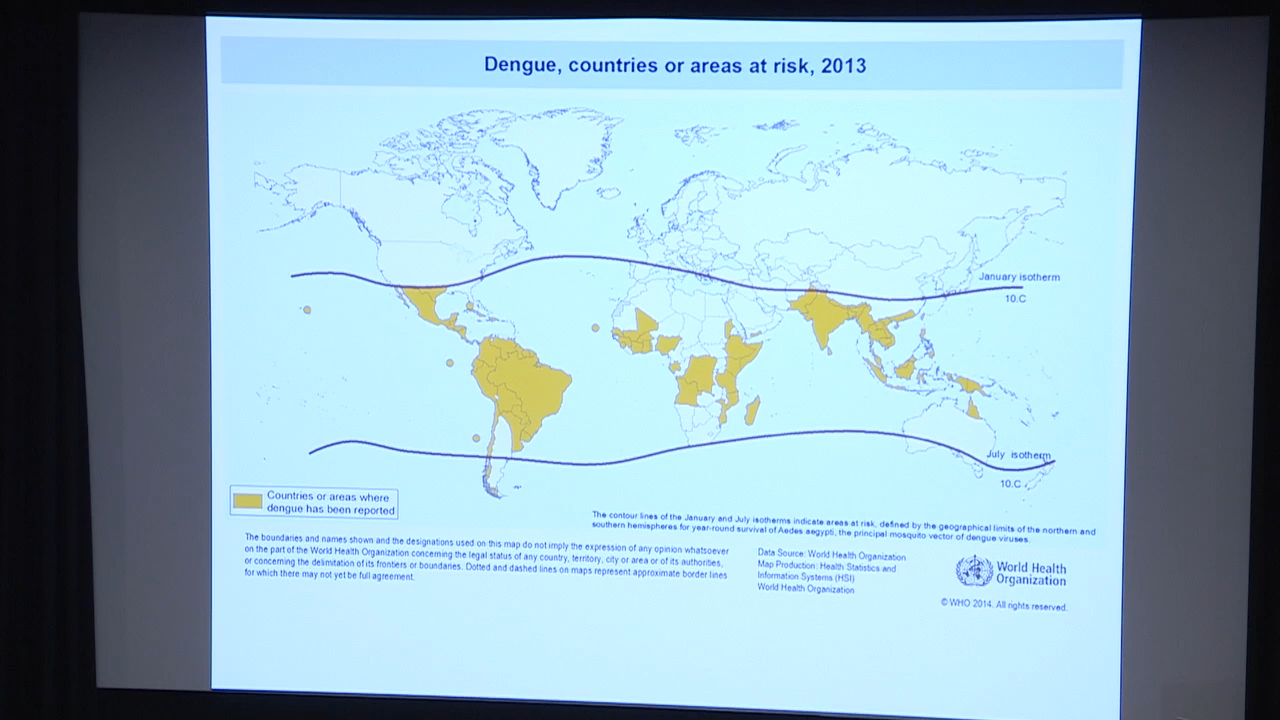 Dengue, countries or areas at risk, 2013
January isotherm
10.C
July isotherm
10.C
Countries or areas where
dengue has been reported
The contour lines of the January and July isotherms indicate areas at risk, defined by the geographical limits of the northern and
southern hemispheres for year-round survival of Aedes aegypti, the principal mosquito vector of dengue viruses.
The boundaries and names shown and the designations used on this map do not imply the expression of any opinion whatsoever
on the part of the World Health Organization concerning the legal status of any country, territory, city or area or of its authorities,
or concerning the delimitation of its frontiers or boundaries. Dotted and dashed lines on maps represent approximate border lines
for which there may not yet be full agreement.
Data Source: World Health Organization
Map Production: Health Statistics and
Information Systems (HSI)
World Health Organization
World Health
Organization
© WHO 2014. All rights reserved.